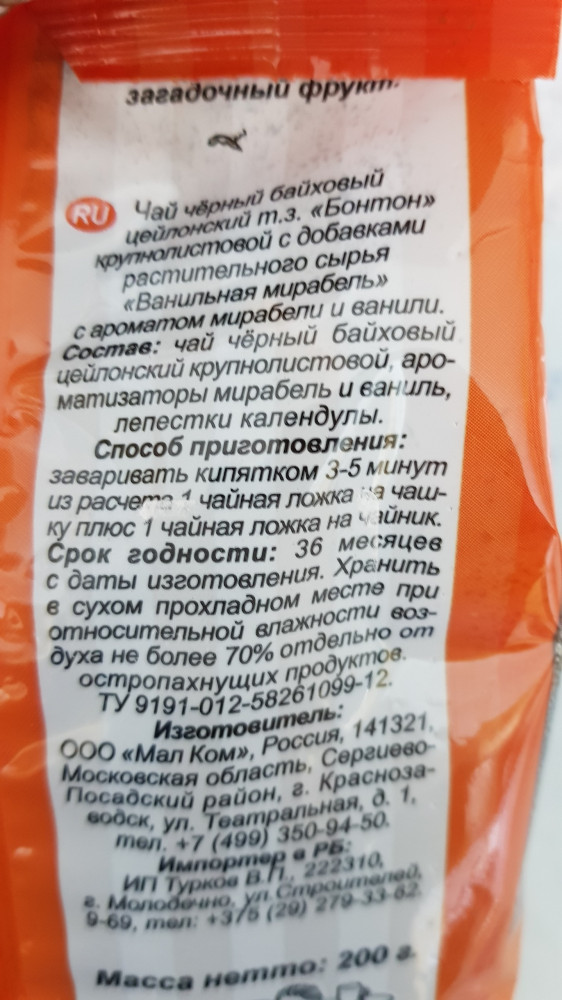 загадочный фрукт.
RU Чай чёрный байховый
цейлонский т.з. «Бонтон»
крупнолистовой с добавками
растительного сырья
«Ванильная мирабель»
с ароматом мирабели и ванили.
Состав: чай чёрный байховый
цейлонский крупнолистовой, аро-
матизаторы мирабель и ваниль,
лепестки календулы.
Способ приготовления:
заваривать кипятком 3-5 минут
из расчета 1 чайная ложка на чаш-
ку плюс 1 чайная ложка на чайник.
Срок годности: 36 месяцев
с даты изготовления. Хранить
в сухом прохладном месте при
относительной влажности воз-
духа не более 70% отдельно от
остропахнущих продуктов.
ТУ 9191-012-58261099-12.
Изготовитель:
ООО «Мал Ком», Россия, 141321,
Московская область, Сергиево-
Посадский район, г. Красноза-
водск, ул. Театральная, д. 1,
тел. +7 (499) 350-94-50.
Импортер в РБ:
ИП Турков В.П., 222310,
г. Молодечно, ул. Строителей,
9-69, тел: +375 (29) 279-33-62.
Масса нетто: 200 г.